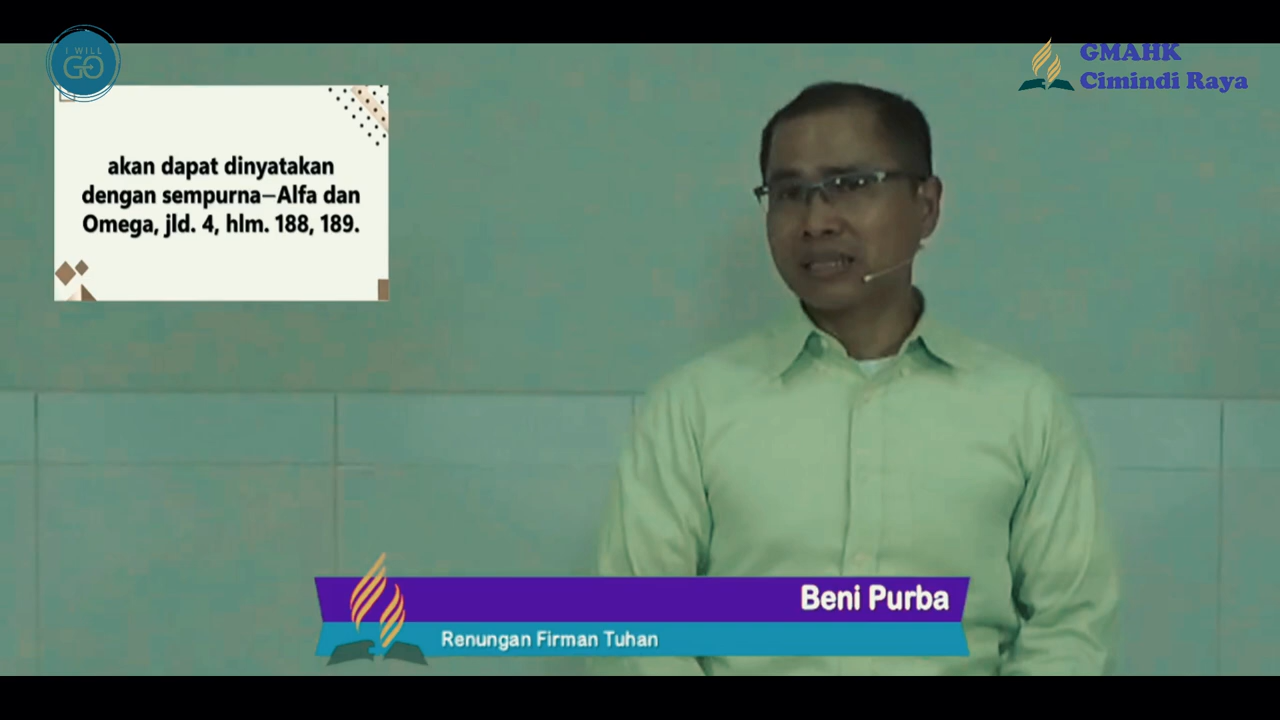 I WILL
GO
GMAHK
Cimindi Raya
akan dapat dinyatakan
dengan sempurna—Alfa dan
Omega, jld. 4, hlm. 188, 189.
Beni Purba
Renungan Firman Tuhan